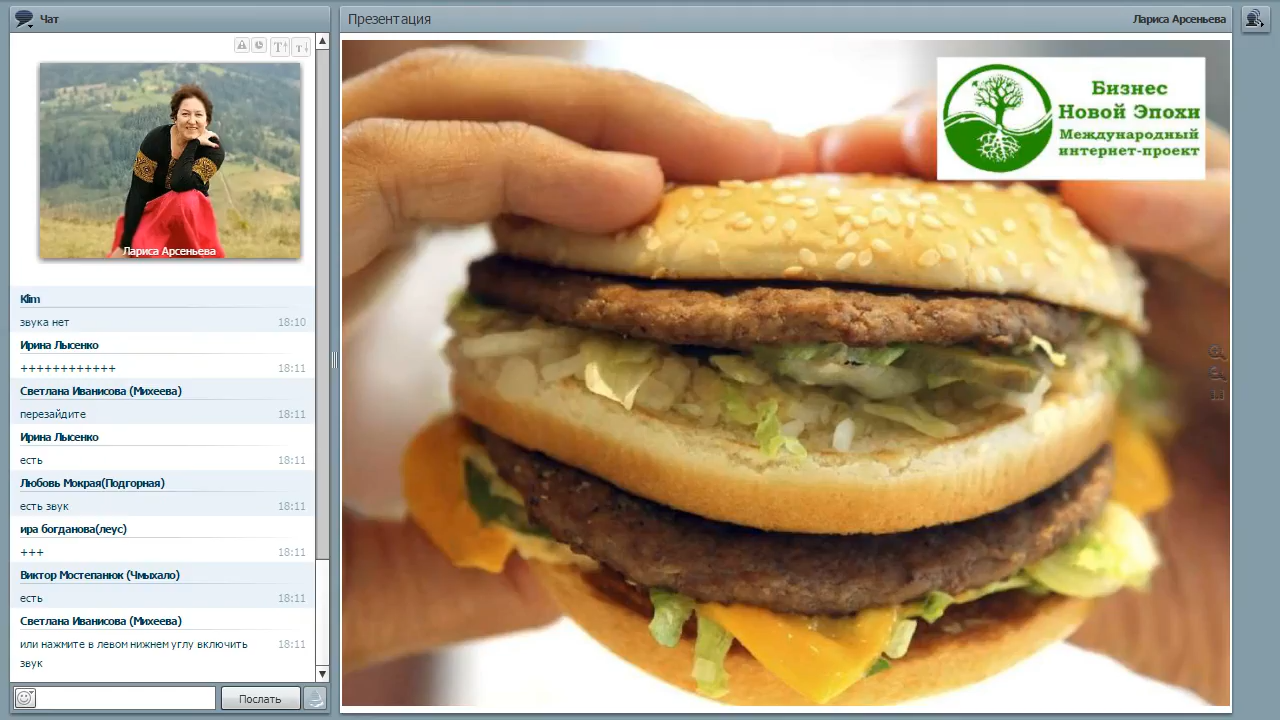 Чат
Лариса Арсеньева
Klim
звука нет 18:10
Ирина Лысенко
++++++++++++ 18:11
Светлана Иванисова (Михеева)
перезайдите 18:11
Ирина Лысенко
есть 18:11
Любовь Мокрая(Подгорная)
есть звук 18:11
ира богданова(леус)
+++ 18:11
Виктор Мостепанюк (Чмыхало)
есть 18:11
Светлана Иванисова (Михеева)
или нажмите в левом нижнем углу включить 18:11
звук
Послать
Презентация
Лариса Арсеньева
Бизнес
Новой Эпохи
Международный
интернет-проект